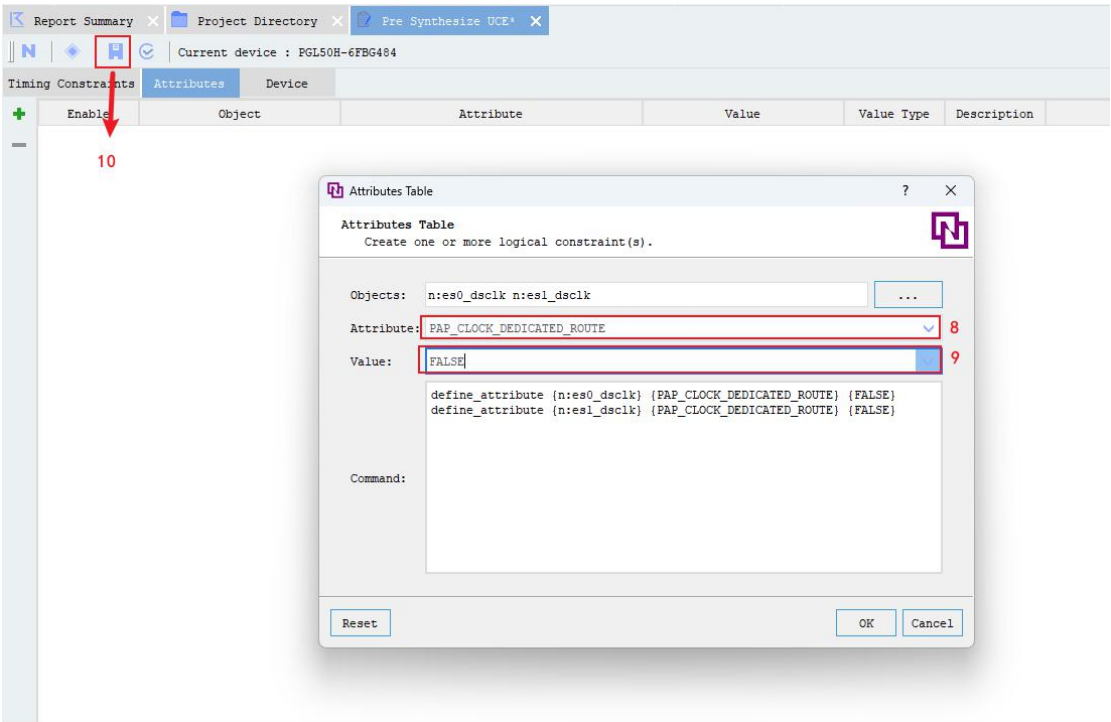 Report Summary Project Directory Pre Synthesize UCE*
Current device : PGL50H-6FBG484
Timing Constraints Attributes Device
Enable Object Attribute Value Value Type Description
10
Attributes Table
Attributes Table
Create one or more logical constraint(s).
Objects: n:es0_dsclk n:es1_dsclk ...
Attribute: PAP_CLOCK_DEDICATED_ROUTE 8
Value: FALSE 9
define_attribute {n:es0_dsclk} {PAP_CLOCK_DEDICATED_ROUTE} {FALSE}
define_attribute {n:es1_dsclk} {PAP_CLOCK_DEDICATED_ROUTE} {FALSE}
Command:
Reset OK Cancel